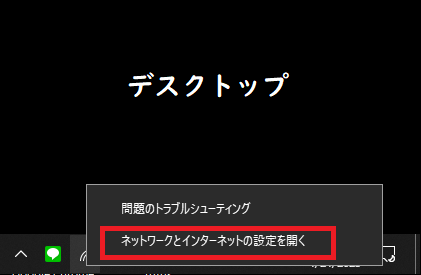 デスクトップ
問題のトラブルシューティング
ネットワークとインターネットの設定を開く